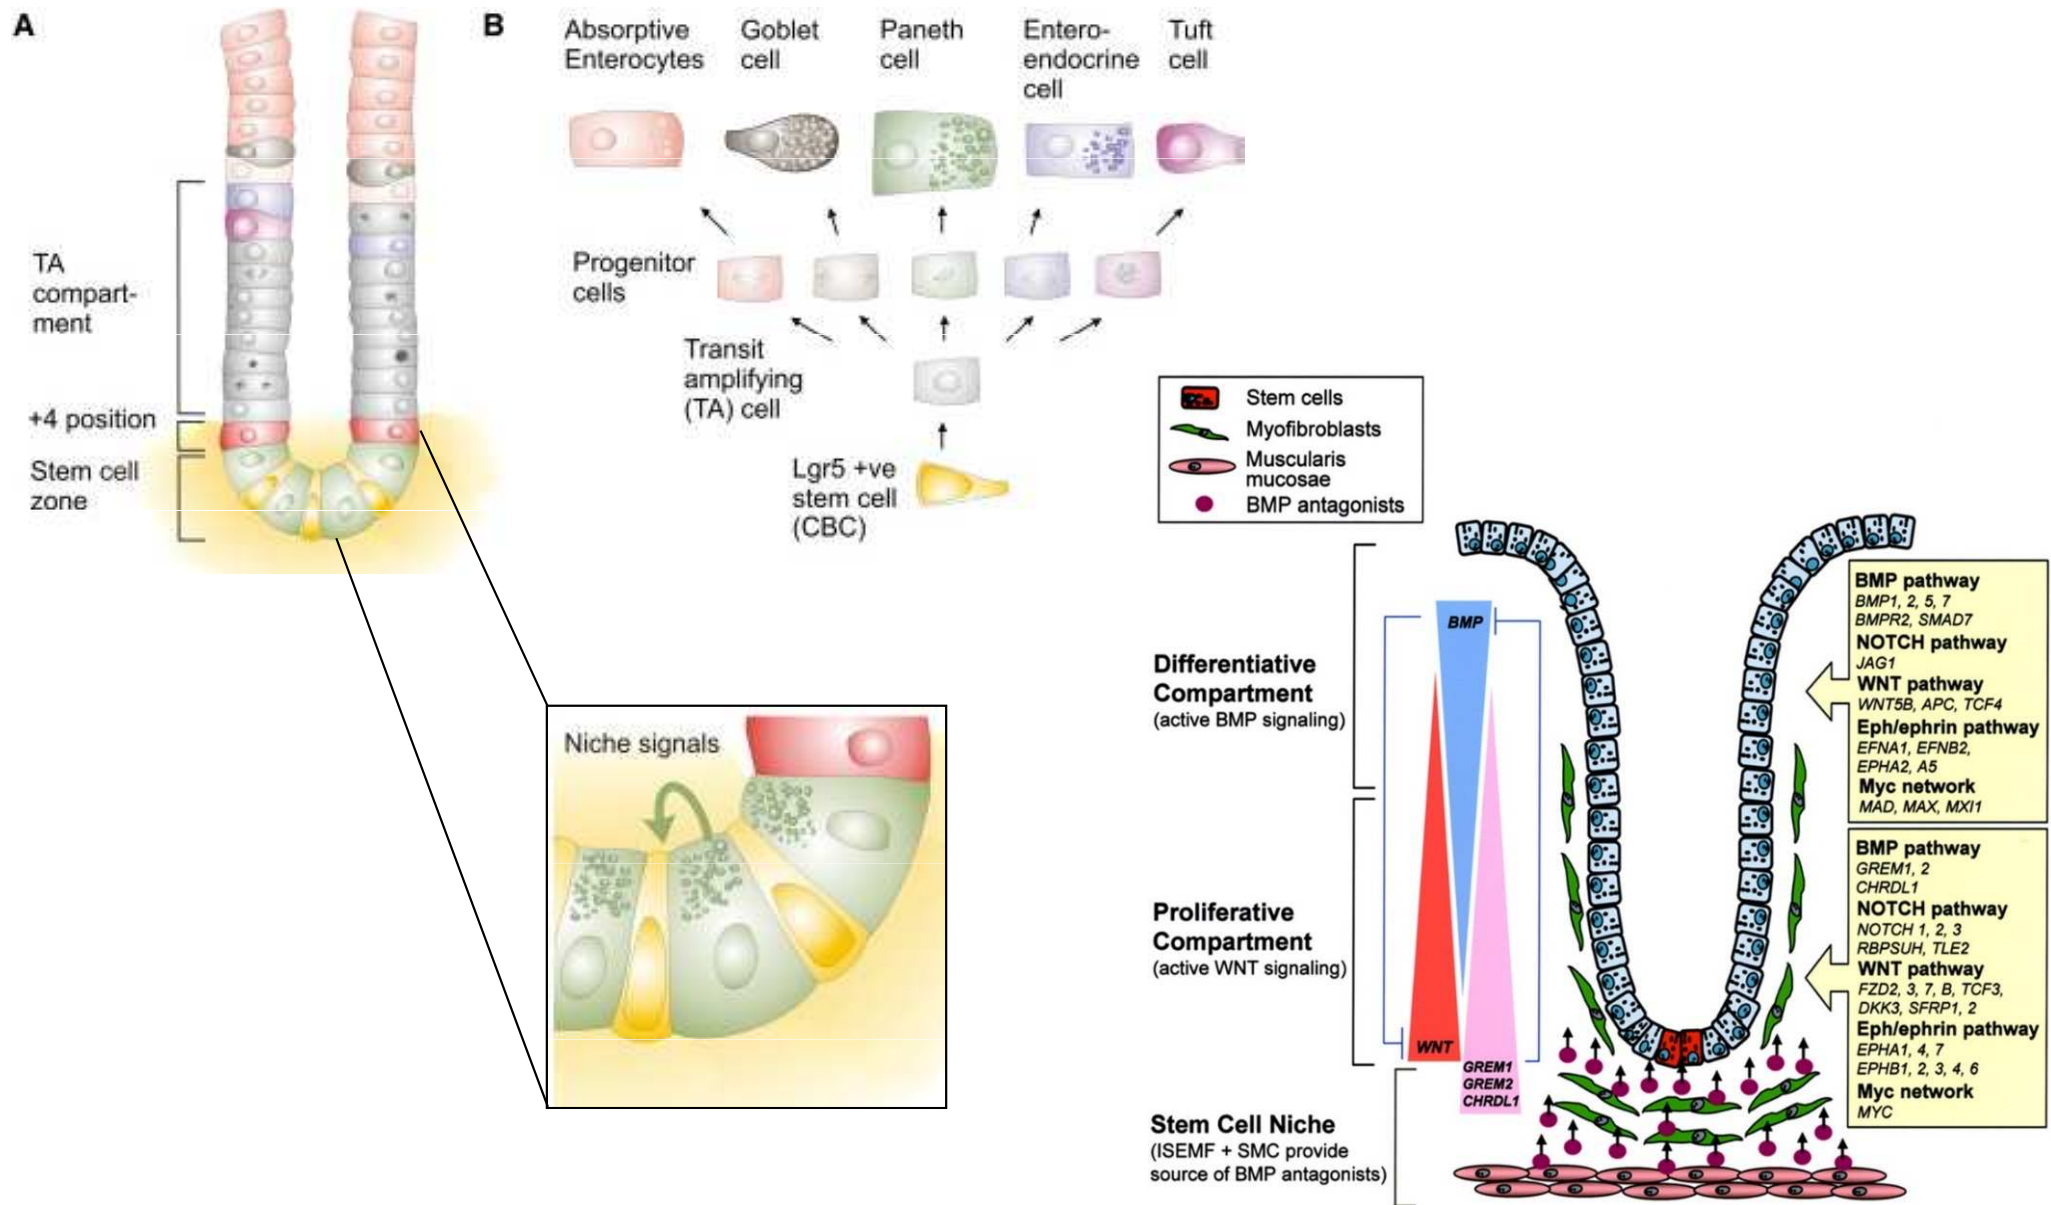 A
B
Absorptive
Enterocytes
Goblet
cell
Paneth
cell
Entero-
endocrine
cell
Tuft
cell
TA
compart-
ment
+4 position
Stem cell
zone
Progenitor
cells
Transit
amplifying
(TA) cell
Lgr5 +ve
stem cell
(CBC)
Niche signals
Stem cells
Myofibroblasts
Muscularis
mucosae
BMP antagonists
Differentiative
Compartment
(active BMP signaling)
Proliferative
Compartment
(active WNT signaling)
Stem Cell Niche
(ISEMF + SMC provide
source of BMP antagonists)
BMP
WNT
GREM1
GREM2
CHRDL1
BMP pathway
BMP1, 2, 5, 7
BMPR2, SMAD7
NOTCH pathway
JAG1
WNT pathway
WNT5B, APC, TCF4
Eph/ephrin pathway
EFNA1, EFNB2,
EPHA2, A5
Myc network
MAD, MAX, MXI1
BMP pathway
GREM1, 2
CHRDL1
NOTCH pathway
NOTCH 1, 2, 3
RBPSUH, TLE2
WNT pathway
FZD2, 3, 7, B, TCF3,
DKK3, SFRP1, 2
Eph/ephrin pathway
EPHA1, 4, 7
EPHB1, 2, 3, 4, 6
Myc network
MYC